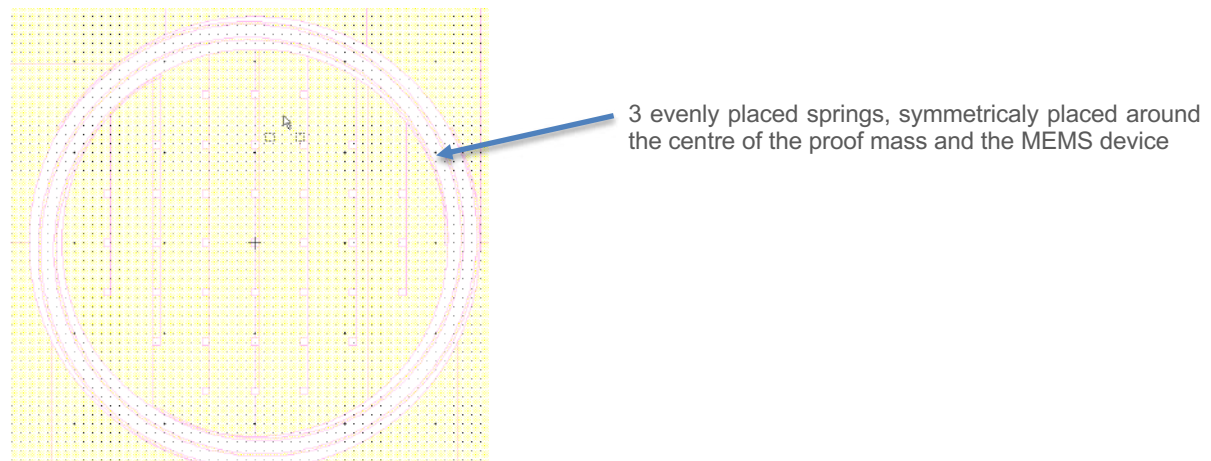 3 evenly placed springs, symmetricaly placed around
the centre of the proof mass and the MEMS device